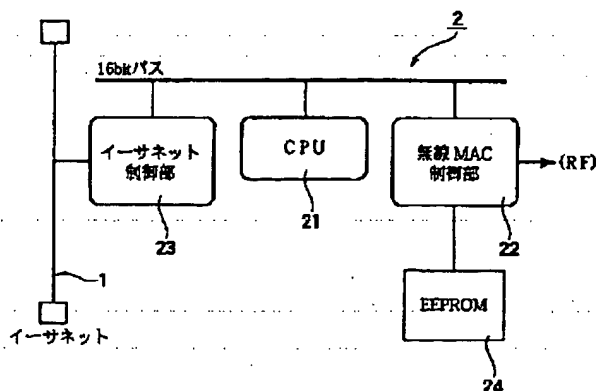 2
16bitバス
イーサネット
制御部
23
CPU
21
無線MAC
制御部
22
(RF)
1
イーサネット
EEPROM
24